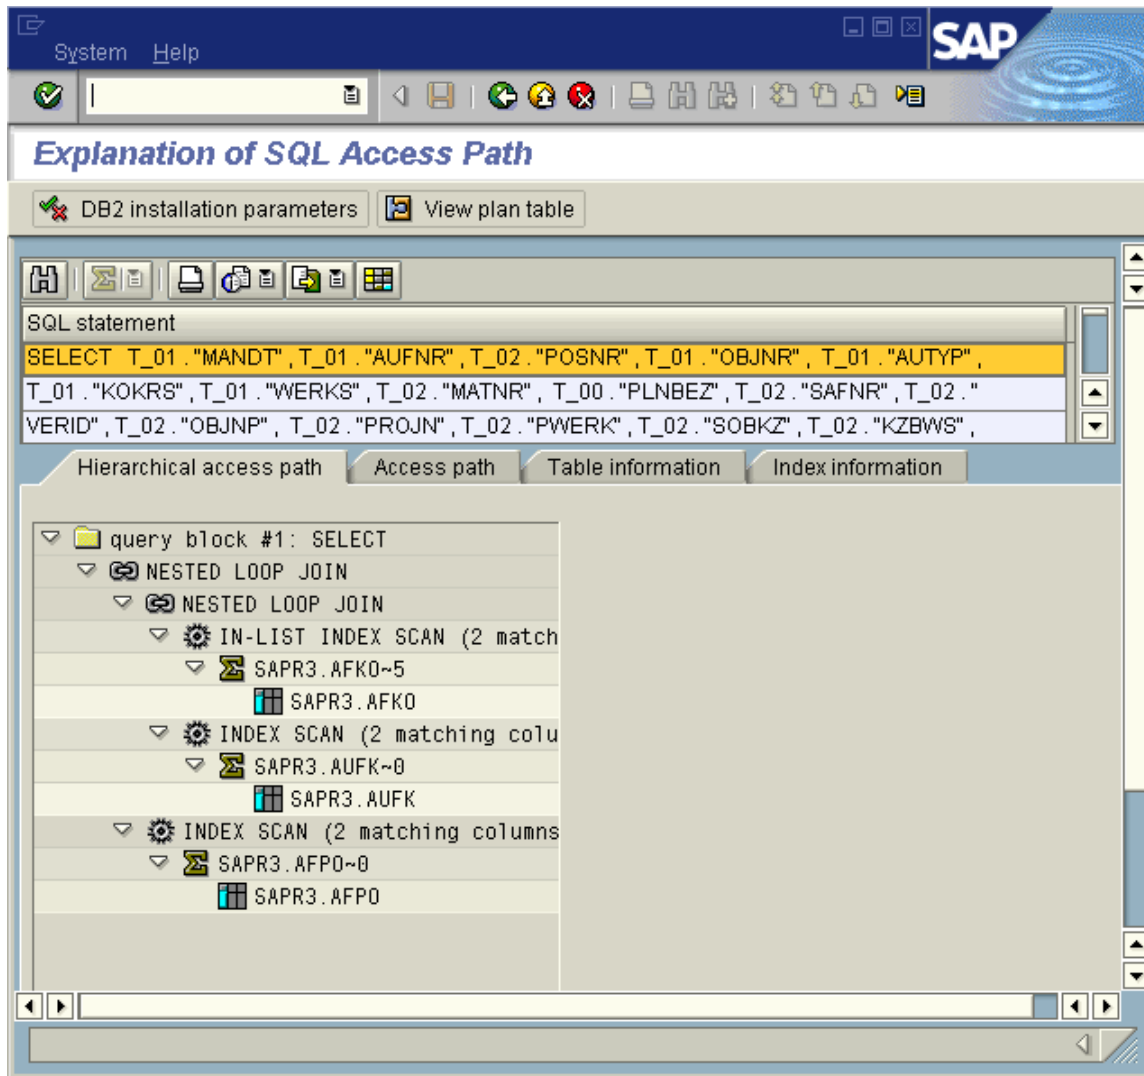 System Help
SAP
Explanation of SQL Access Path
DB2 installation parameters View plan table
SQL statement
SELECT T_01 ."MANDT", T_01 ."AUFNR", T_02 ."POSNR", T_01 ."OBJNR", T_01 ."AUTYP",
T_01 ."KOKRS", T_01 ."WERKS", T_02 ."MATNR", T_00 ."PLNBEZ", T_02 ."SAFNR", T_02 ."
VERID", T_02 ."OBJNP", T_02 ."PROJN", T_02 ."PWERK", T_02 ."SOBKZ", T_02 ."KZBWS",
Hierarchical access path Access path Table information Index information
query block #1: SELECT
NESTED LOOP JOIN
NESTED LOOP JOIN
IN-LIST INDEX SCAN (2 match
SAPR3.AFKO~5
SAPR3.AFKO
INDEX SCAN (2 matching colu
SAPR3.AUFK~0
SAPR3.AUFK
INDEX SCAN (2 matching columns
SAPR3.AFPO~0
SAPR3.AFPO